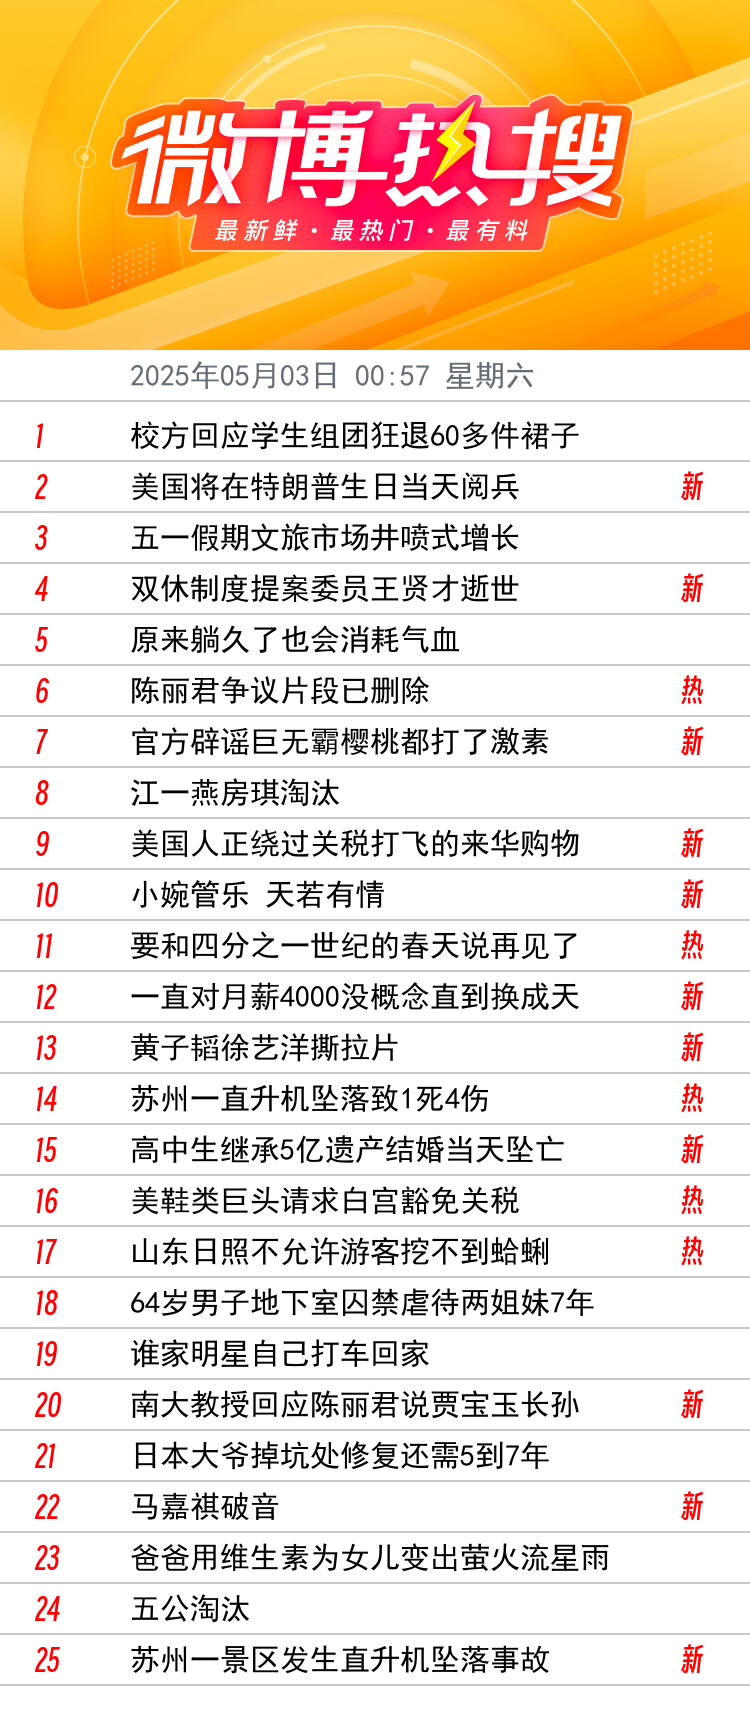 微博热搜
最新鲜·最热门·最有料
2025年05月03日 00:57 星期六
1 校方回应学生组团狂退60多件裙子
2 美国将在特朗普生日当天阅兵 新
3 五一假期文旅市场井喷式增长
4 双休制度提案委员王贤才逝世 新
5 原来躺久了也会消耗气血
6 陈丽君争议片段已删除 热
7 官方辟谣巨无霸樱桃都打了激素 新
8 江一燕房琪淘汰
9 美国人正绕过关税打飞的来华购物 新
10 小婉管乐 天若有情 新
11 要和四分之一世纪的春天说再见了 热
12 一直对月薪4000没概念直到换成天 新
13 黄子韬徐艺洋撕拉片 新
14 苏州一直升机坠落致1死4伤 热
15 高中生继承5亿遗产结婚当天坠亡 新
16 美鞋类巨头请求白宫豁免关税 热
17 山东日照不允许游客挖不到蛤蜊 热
18 64岁男子地下室囚禁虐待两姐妹7年
19 谁家明星自己打车回家
20 南大教授回应陈丽君说贾宝玉长孙 新
21 日本大爷掉坑处修复还需5到7年
22 马嘉祺破音 新
23 爸爸用维生素为女儿变出萤火流星雨
24 五公淘汰
25 苏州一景区发生直升机坠落事故 新